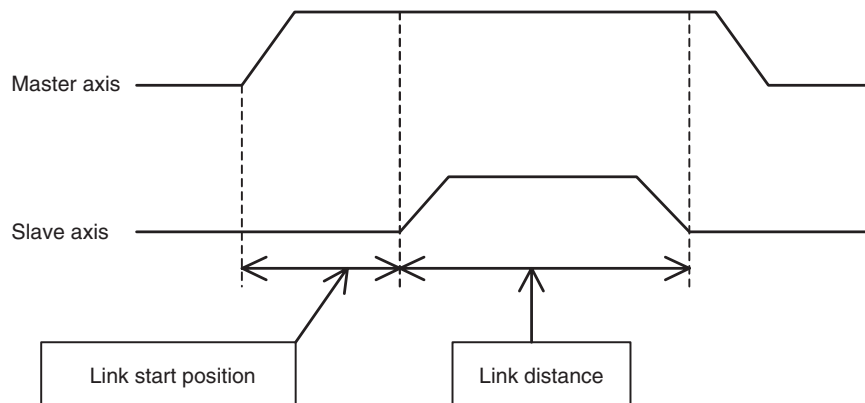 Master axis
Slave axis
Link start position
Link distance